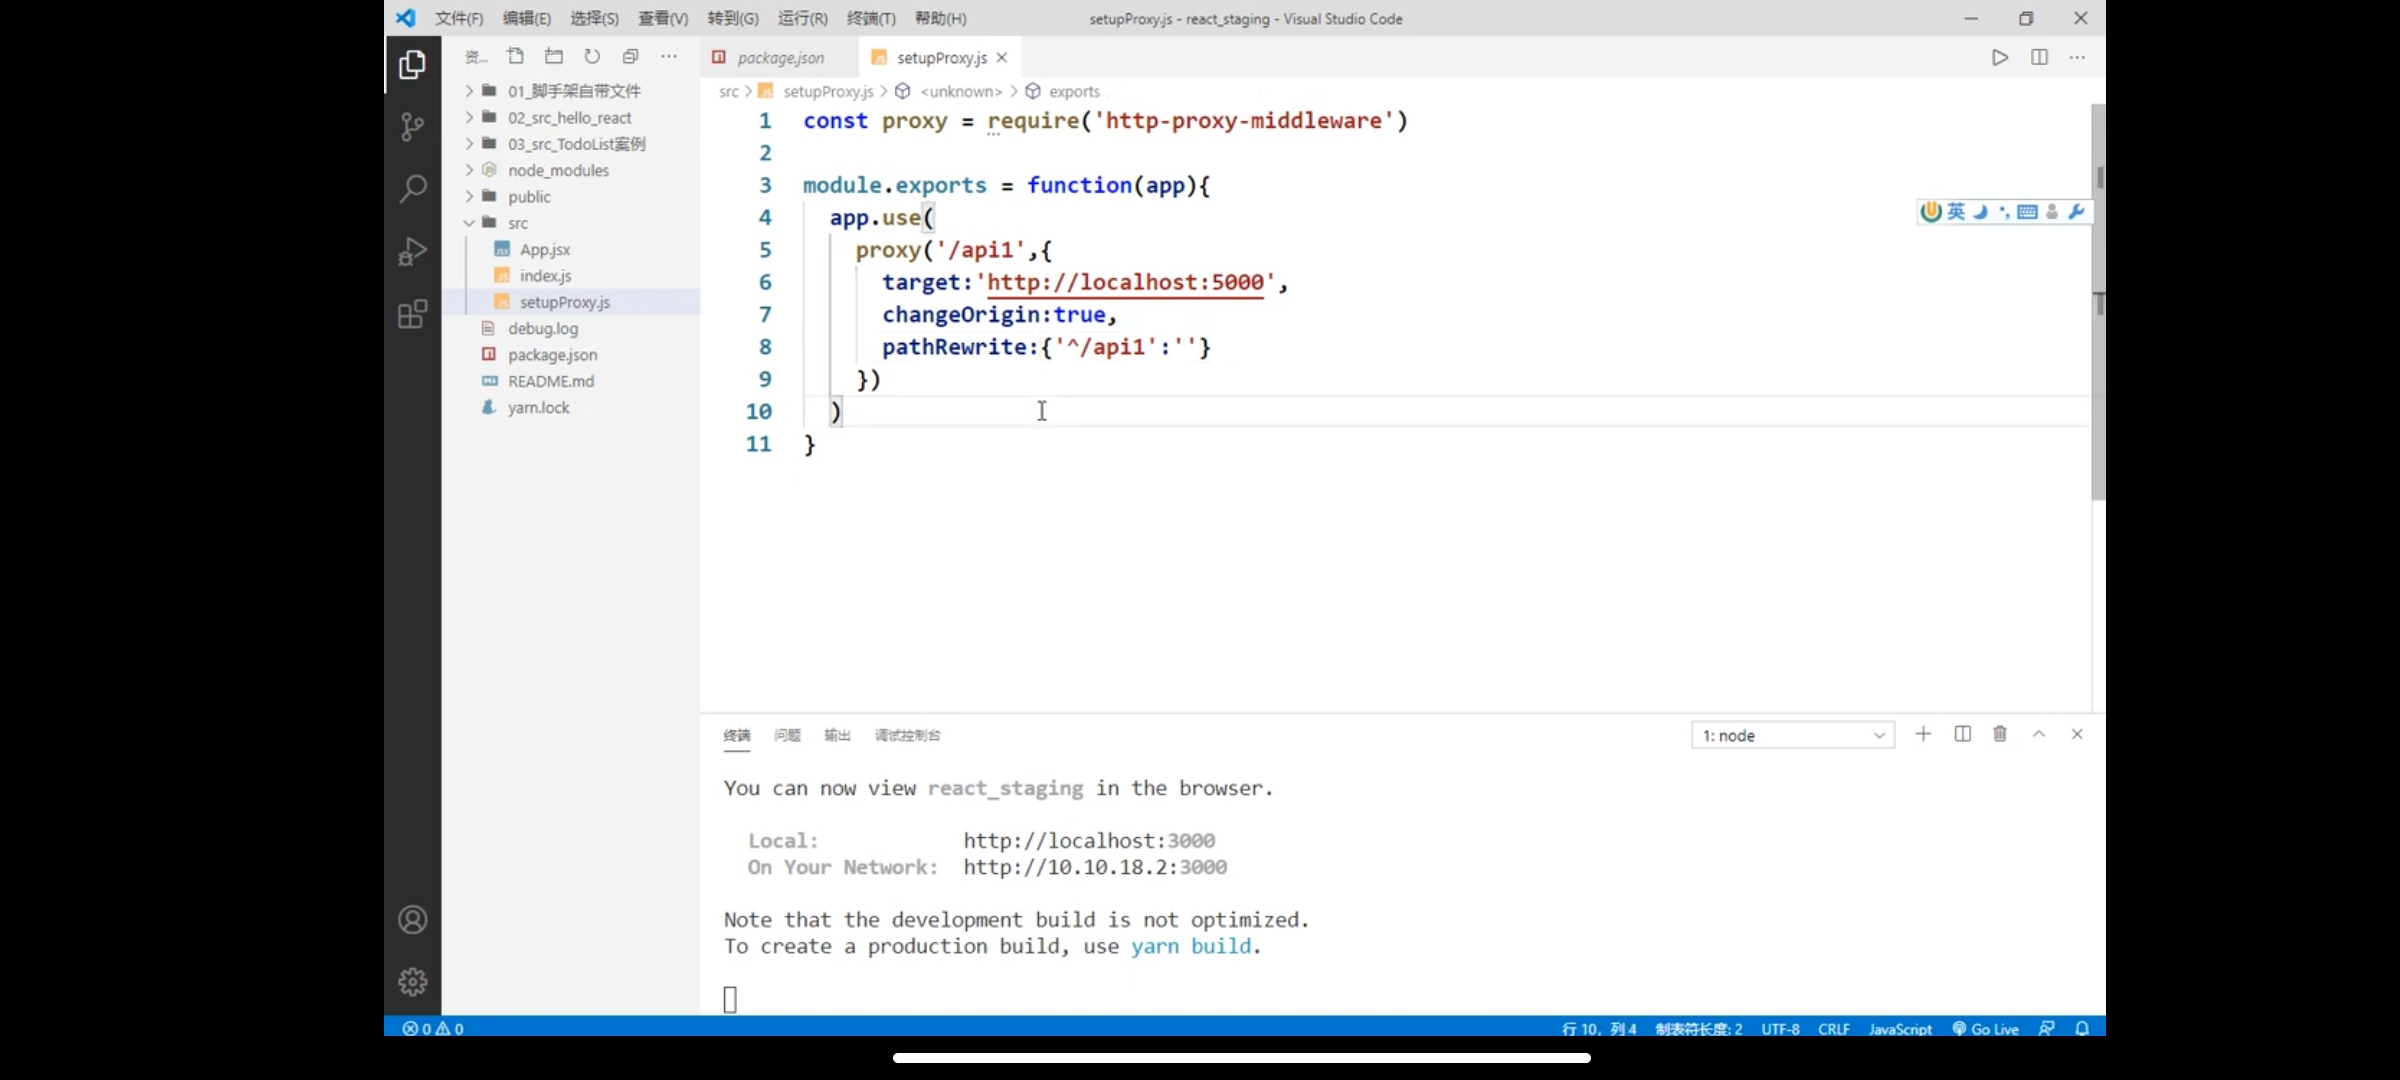 文件(F) 编辑(E) 选择(S) 查看(V) 转到(G) 运行(R) 终端(T) 帮助(H) setupProxy.js - react_staging - Visual Studio Code
资...
package.json setupProxy.js
src > setupProxy.js > <unknown> > exports
01_脚手架自带文件
02_src_hello_react
03_src_TodoList案例
node_modules
public
src
App.jsx
index.js
setupProxy.js
debug.log
package.json
README.md
yarn.lock
1 const proxy = require('http-proxy-middleware')
2
3 module.exports = function(app){
4 app.use(
5 proxy('/api1',{
6 target:'http://localhost:5000',
7 changeOrigin:true,
8 pathRewrite:{'^/api1':''}
9 })
10 )
11 }
英
终端 问题 输出 调试控制台 1: node
You can now view react_staging in the browser.
Local: http://localhost:3000
On Your Network: http://10.10.18.2:3000
Note that the development build is not optimized.
To create a production build, use yarn build.
0 0 行 10，列 4 制表符长度: 2 UTF-8 CRLF JavaScript Go Live